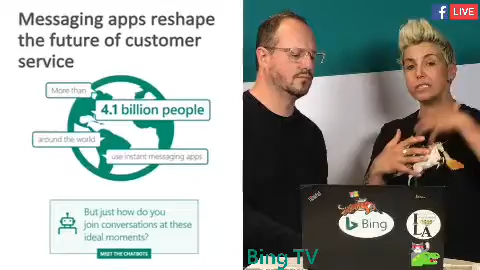 Messaging apps reshape
the future of customer
service
More than
4.1 billion people
around the world
use instant messaging apps
But just how do you
join conversations at these
ideal moments?
MEET THE CHATBOTS
f LIVE
Bing
LA
Bing TV